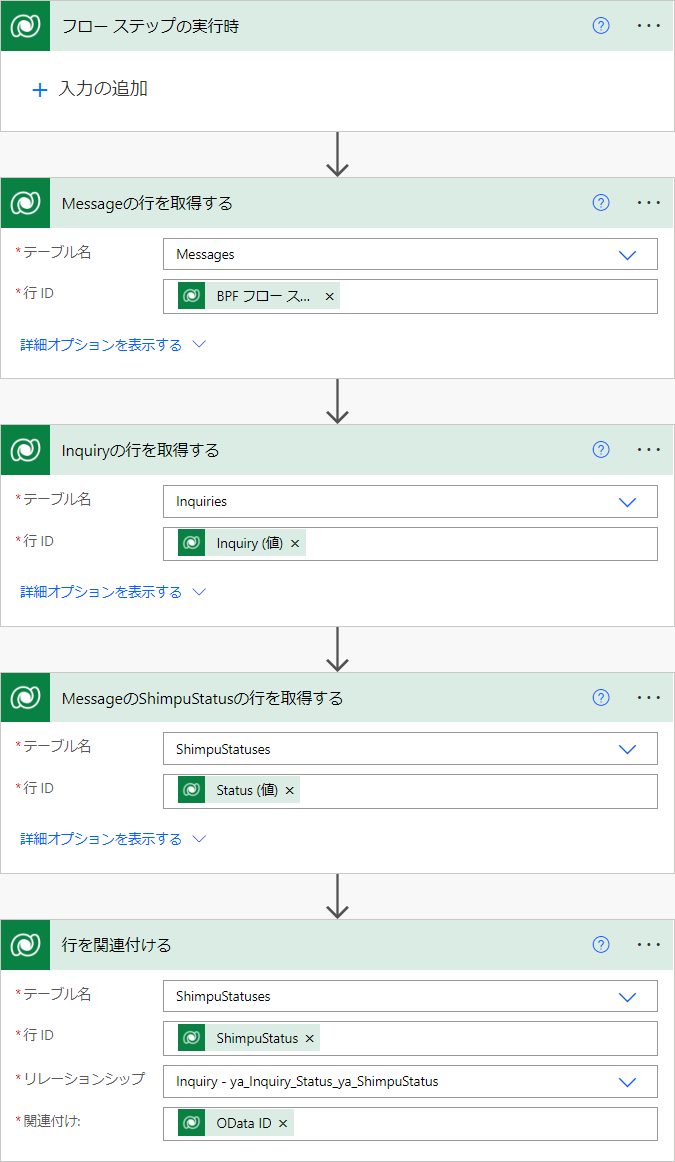 フロー ステップの実行時
入力の追加
Messageの行を取得する
*テーブル名
Messages
*行 ID
BPF フロー ス...
詳細オプションを表示する
Inquiryの行を取得する
*テーブル名
Inquiries
*行 ID
Inquiry (値)
詳細オプションを表示する
MessageのShimpuStatusの行を取得する
*テーブル名
ShimpuStatuses
*行 ID
Status (値)
詳細オプションを表示する
行を関連付ける
*テーブル名
ShimpuStatuses
*行 ID
ShimpuStatus
*リレーションシップ
Inquiry - ya_Inquiry_Status_ya_ShimpuStatus
*関連付け:
OData ID